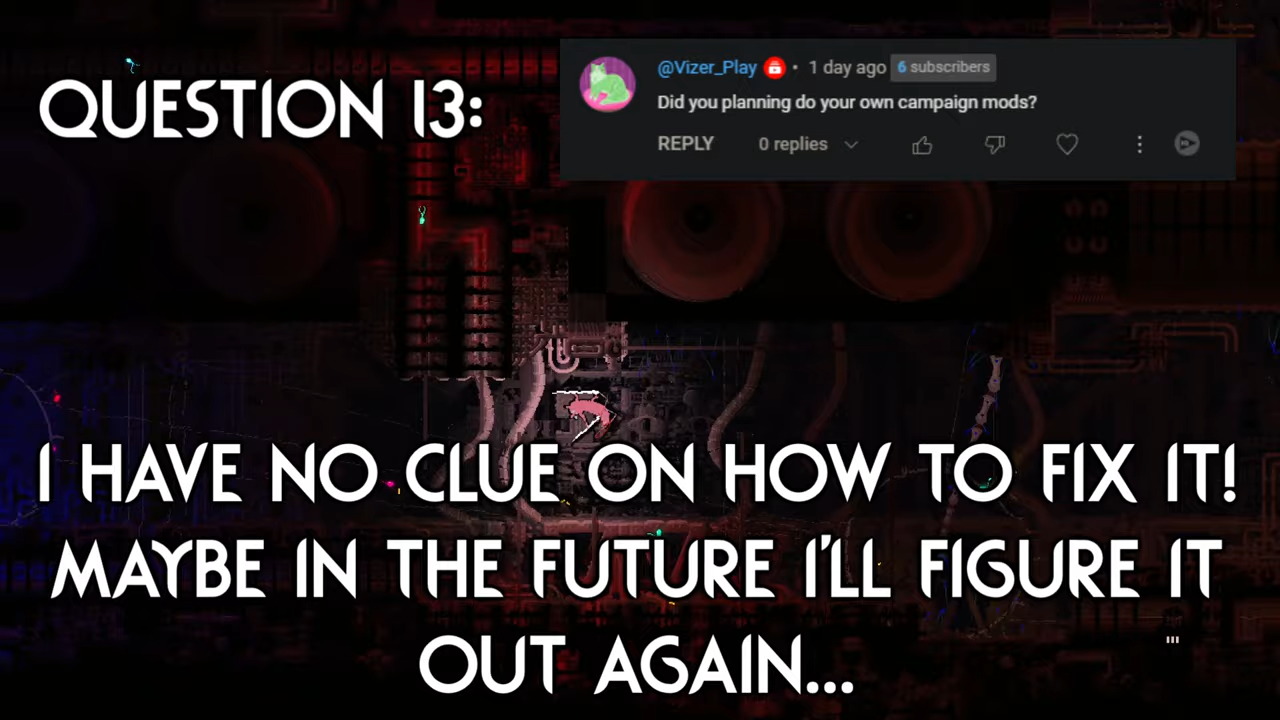 QUESTION 13:
@Vizer_Play • 1 day ago 6 subscribers
Did you planning do your own campaign mods?
REPLY 0 replies
I HAVE NO CLUE ON HOW TO FIX IT!
MAYBE IN THE FUTURE I'LL FIGURE IT
OUT AGAIN...